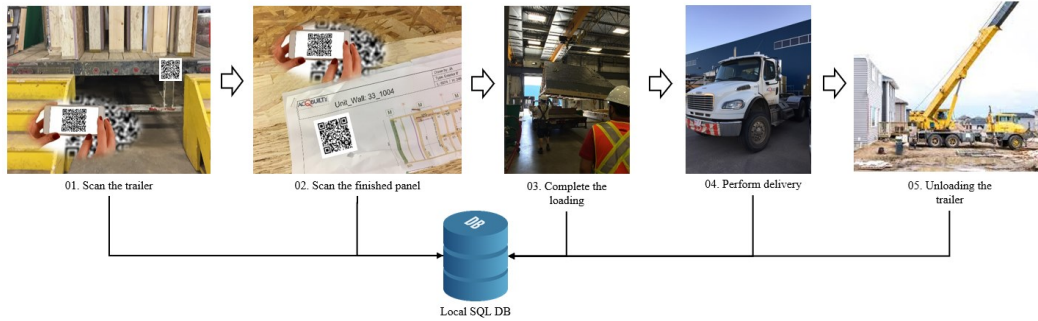 ACQBUILT
Unit_Wall: 33_1004
01. Scan the trailer
02. Scan the finished panel
03. Complete the
loading
04. Perform delivery
05. Unloading the
trailer
DB
Local SQL DB